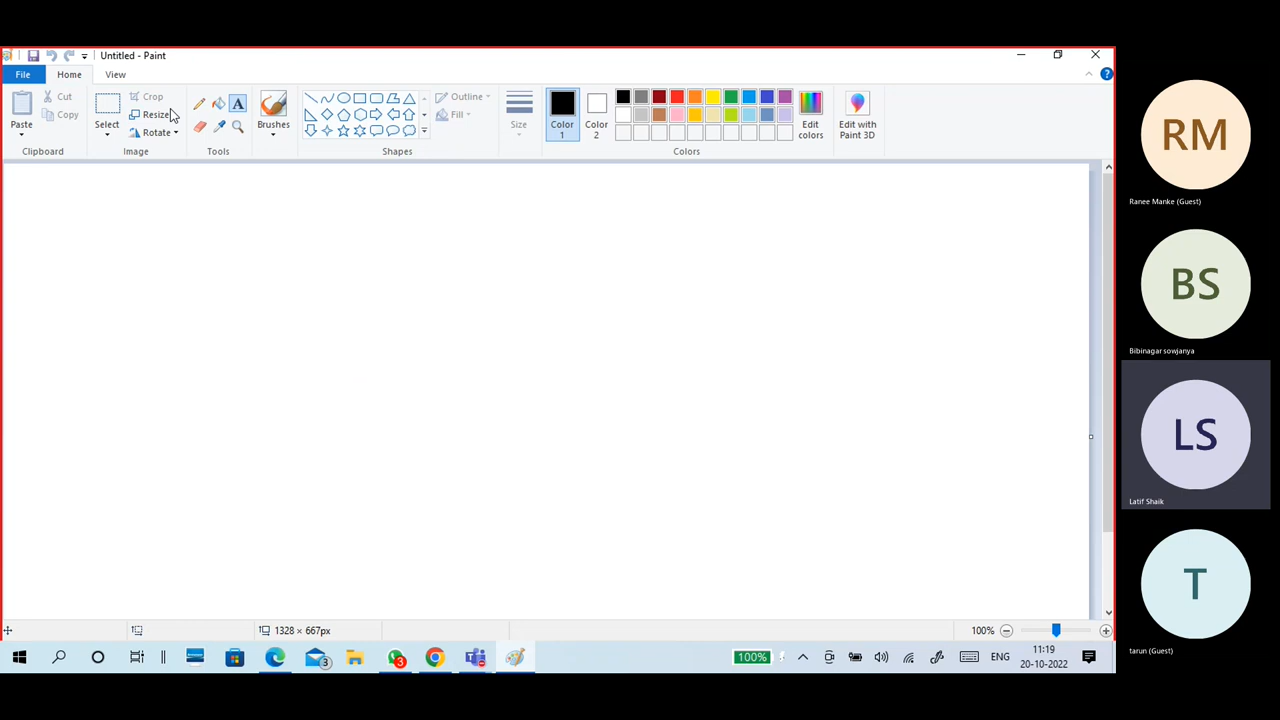 Untitled - Paint
File
Home
View
Paste
Cut
Copy
Clipboard
Select
Crop
Resize
Rotate
Image
A
Tools
Brushes
Outline
Fill
Shapes
Size
Color
1
Color
2
Edit
colors
Colors
Edit with
Paint 3D
RM
Ranee Manke (Guest)
BS
Bibinagar sowjanya
LS
Latif Shaik
T
tarun (Guest)
1328 × 667px
100%
3
3
100%
ENG
11:19
20-10-2022